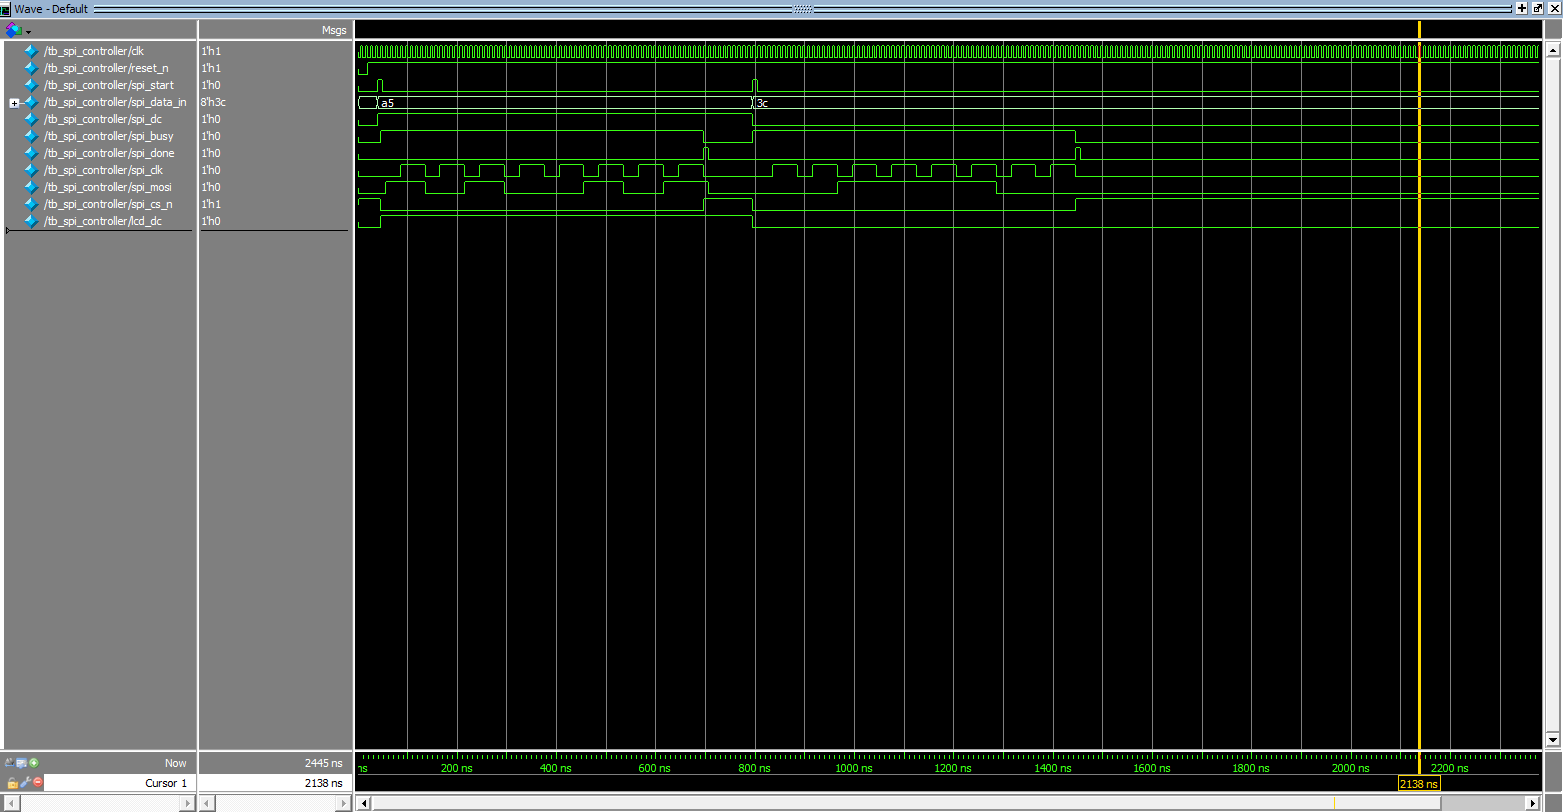 Wave - Default
Msgs
/tb_spi_controller/clk 1'h1
/tb_spi_controller/reset_n 1'h1
/tb_spi_controller/spi_start 1'h0
/tb_spi_controller/spi_data_in 8'h3c a5 3c
/tb_spi_controller/spi_dc 1'h0
/tb_spi_controller/spi_busy 1'h0
/tb_spi_controller/spi_done 1'h0
/tb_spi_controller/spi_clk 1'h0
/tb_spi_controller/spi_mosi 1'h0
/tb_spi_controller/spi_cs_n 1'h1
/tb_spi_controller/lcd_dc 1'h0
Now 2445 ns ns 200 ns 400 ns 600 ns 800 ns 1000 ns 1200 ns 1400 ns 1600 ns 1800 ns 2000 ns 2200 ns
Cursor 1 2138 ns 2138 ns